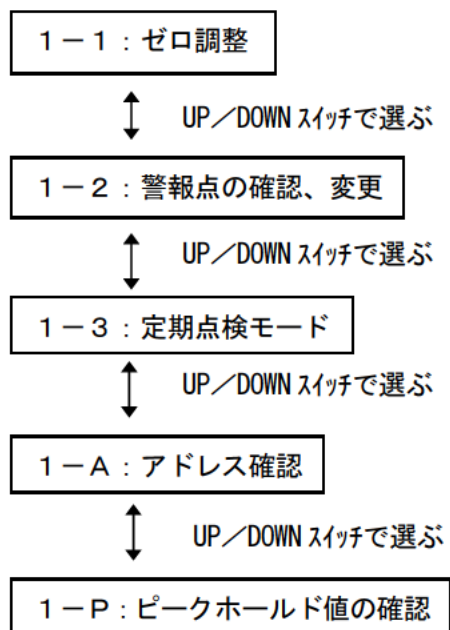 １－１：ゼロ調整
UP／DOWN ｽｲｯﾁで選ぶ
１－２：警報点の確認、変更
UP／DOWN ｽｲｯﾁで選ぶ
１－３：定期点検モード
UP／DOWN ｽｲｯﾁで選ぶ
１－Ａ：アドレス確認
UP／DOWN ｽｲｯﾁで選ぶ
１－Ｐ：ピークホールド値の確認